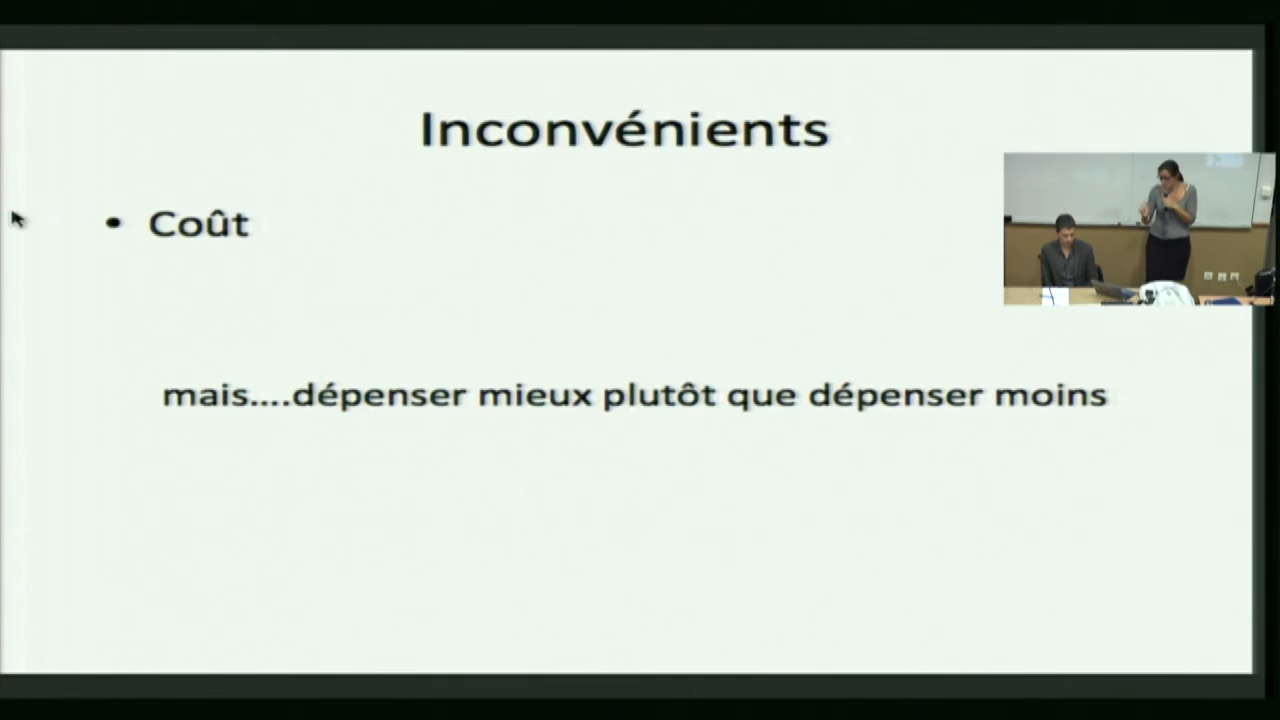 Inconvénients
• Coût
mais....dépenser mieux plutôt que dépenser moins